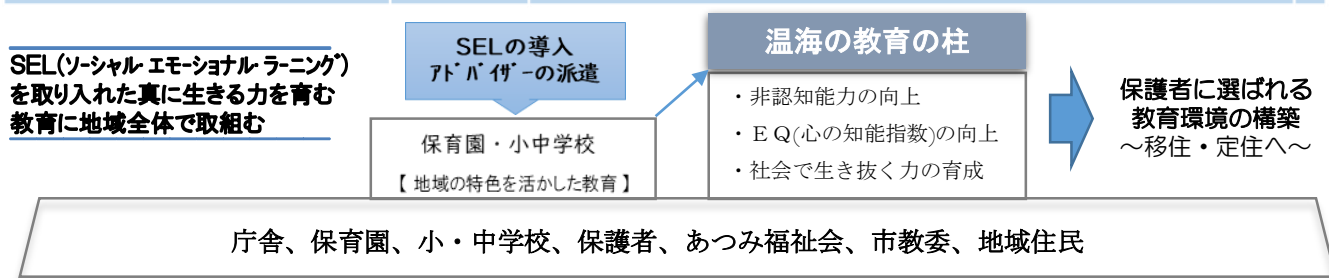 SEL(ソーシャル エモーショナル ラーニング)
を取り入れた真に生きる力を育む
教育に地域全体で取組む
SELの導入
アドバイザーの派遣
保育園・小中学校
【 地域の特色を活かした教育 】
温海の教育の柱
・非認知能力の向上
・EQ(心の知能指数)の向上
・社会で生き抜く力の育成
保護者に選ばれる
教育環境の構築
～移住・定住へ～
庁舎、保育園、小・中学校、保護者、あつみ福祉会、市教委、地域住民